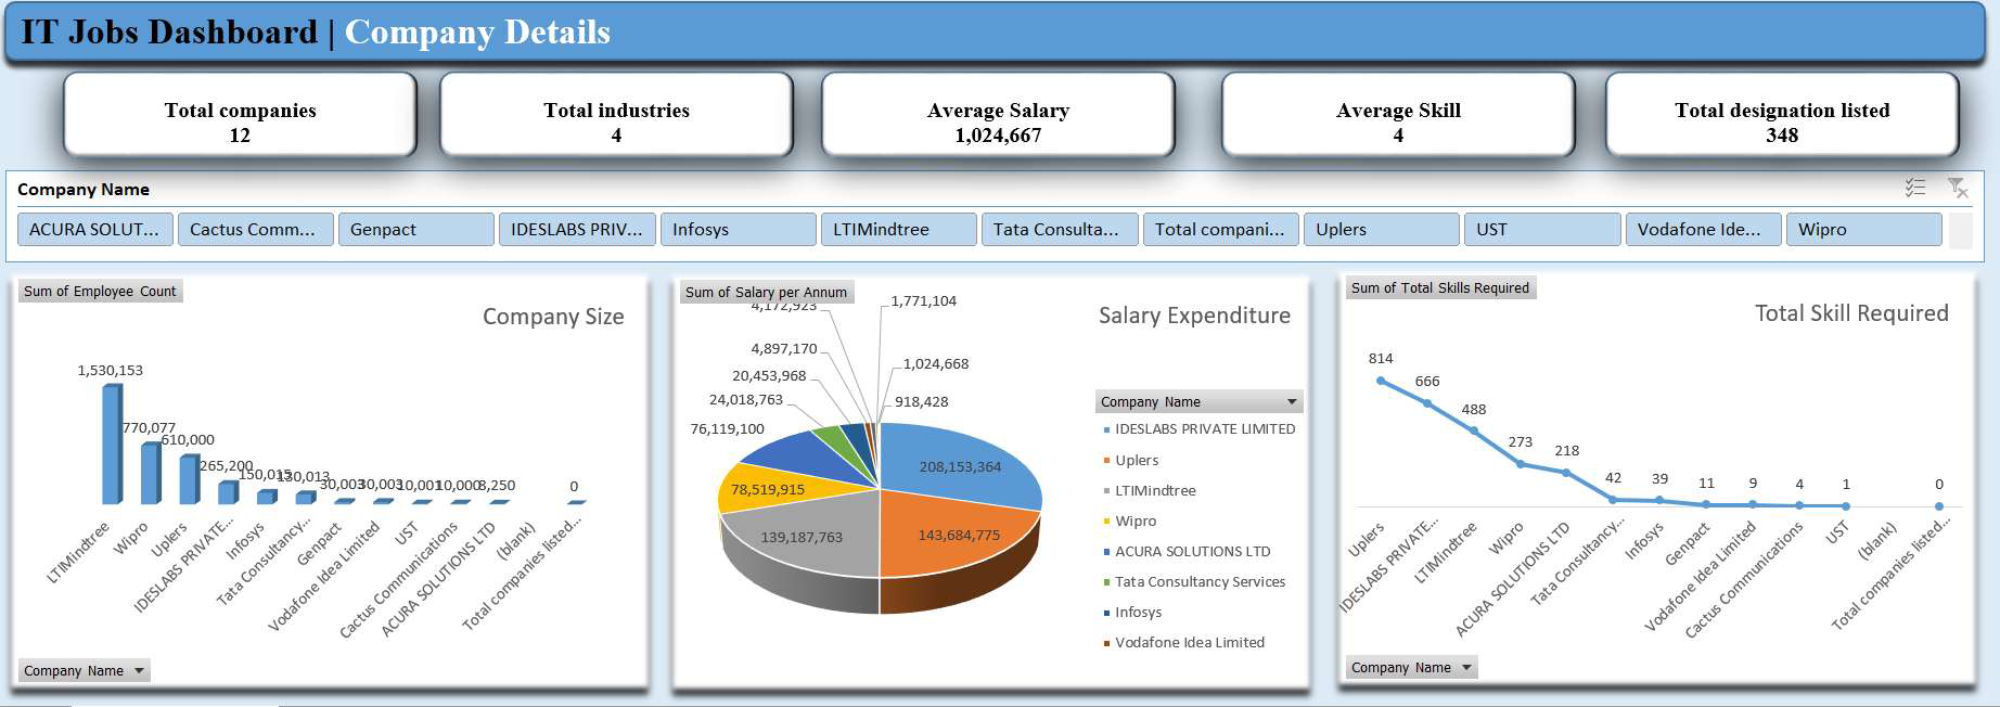 IT Jobs Dashboard | Company Details
Total companies
12
Total industries
4
Average Salary
1,024,667
Average Skill
4
Total designation listed
348
Company Name
ACURA SOLUT...
Cactus Comm...
Genpact
IDESLABS PRIV...
Infosys
LTIMindtree
Tata Consulta...
Total compani...
Uplers
UST
Vodafone Ide...
Wipro
Sum of Employee Count
Company Size
1,530,153
770,077
610,000
265,200
150,015
130,013
30,003
30,003
10,001
10,000
8,250
0
LTIMindtree
Wipro
Uplers
IDESLABS PRIVATE...
Infosys
Tata Consultancy...
Genpact
Vodafone Idea Limited
UST
Cactus Communications
ACURA SOLUTIONS LTD
(blank)
Total companies listed...
Company Name
Sum of Salary per Annum
Salary Expenditure
4,172,923
1,771,104
4,897,170
1,024,668
20,453,968
918,428
24,018,763
76,119,100
208,153,364
78,519,915
139,187,763
143,684,775
Company Name
IDESLABS PRIVATE LIMITED
Uplers
LTIMindtree
Wipro
ACURA SOLUTIONS LTD
Tata Consultancy Services
Infosys
Vodafone Idea Limited
Sum of Total Skills Required
Total Skill Required
814
666
488
273
218
42
39
11
9
4
1
0
Uplers
IDESLABS PRIVATE...
LTIMindtree
Wipro
ACURA SOLUTIONS LTD
Tata Consultancy...
Infosys
Genpact
Vodafone Idea Limited
Cactus Communications
UST
(blank)
Total companies listed...
Company Name